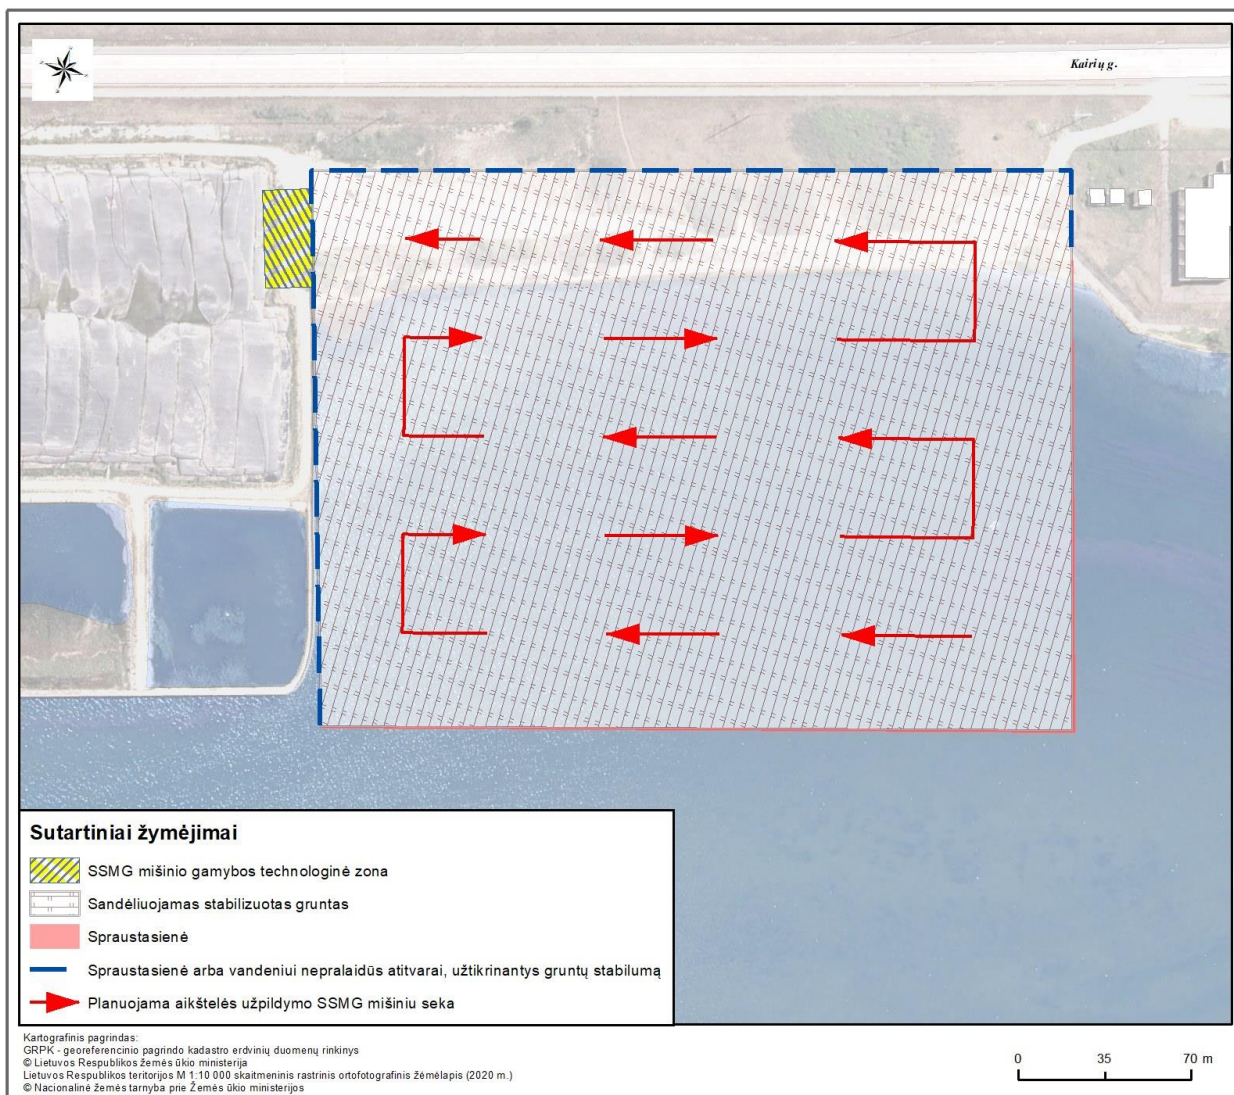 Kairių g.
Sutartiniai žymėjimai
SSMG mišinio gamybos technologinė zona
Sandėliuojamas stabilizuotas gruntas
Spraustasienė
Spraustasienė arba vandeniui nepralaidūs atitvarai, užtikrinantys gruntų stabilumą
Planuojama aikštelės užpildymo SSMG mišiniu seka
Kartografinis pagrindas:
GRPK - georeferencinio pagrindo kadastro erdvinių duomenų rinkinys
© Lietuvos Respublikos žemės ūkio ministerija
Lietuvos Respublikos teritorijos M 1:10 000 skaitmeninis rastrinis ortofotografinis žemėlapis (2020 m.)
© Nacionalinė žemės tarnyba prie Žemės ūkio ministerijos
0 35 70 m